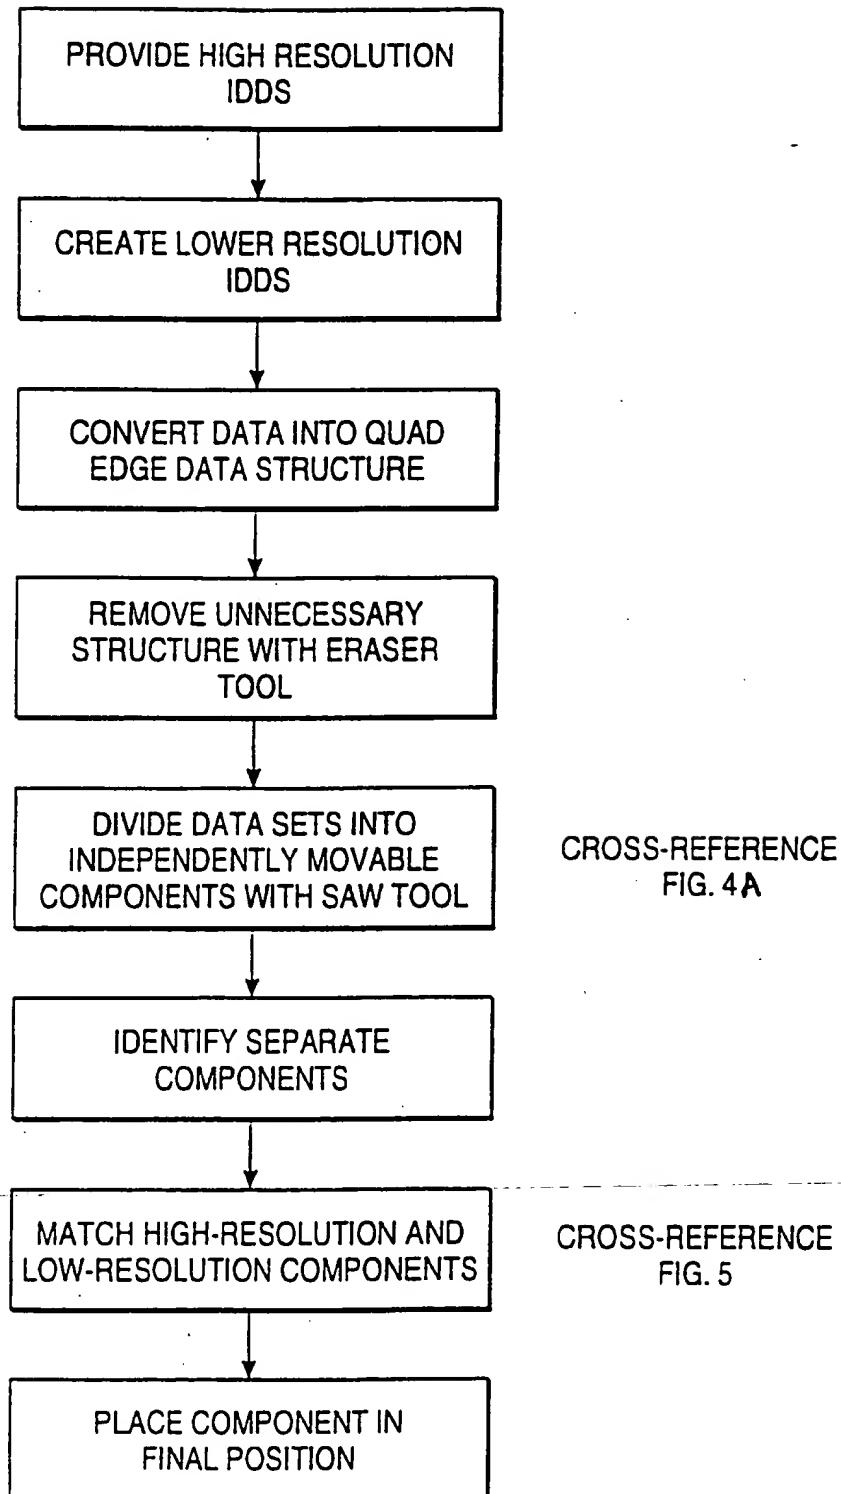 PROVIDE HIGH RESOLUTION
IDDS
CREATE LOWER RESOLUTION
IDDS
CONVERT DATA INTO QUAD
EDGE DATA STRUCTURE
REMOVE UNNECESSARY
STRUCTURE WITH ERASER
TOOL
DIVIDE DATA SETS INTO
INDEPENDENTLY MOVABLE
COMPONENTS WITH SAW TOOL
CROSS-REFERENCE
FIG. 4A
IDENTIFY SEPARATE
COMPONENTS
MATCH HIGH-RESOLUTION AND
LOW-RESOLUTION COMPONENTS
CROSS-REFERENCE
FIG. 5
PLACE COMPONENT IN
FINAL POSITION